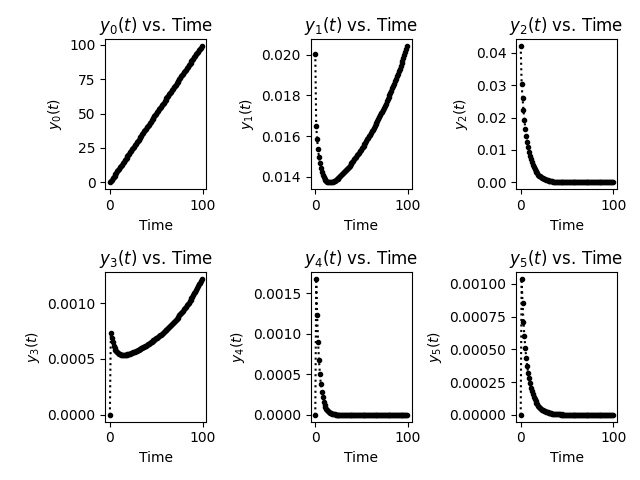 y₀(t) vs. Time
100
75
50
25
0
y₀(t)
0 100
Time
y₁(t) vs. Time
0.020
0.018
0.016
0.014
y₁(t)
0 100
Time
y₂(t) vs. Time
0.04
0.03
0.02
0.01
0.00
y₂(t)
0 100
Time
y₃(t) vs. Time
0.0010
0.0005
0.0000
y₃(t)
0 100
Time
y₄(t) vs. Time
0.0015
0.0010
0.0005
0.0000
y₄(t)
0 100
Time
y₅(t) vs. Time
0.00100
0.00075
0.00050
0.00025
0.00000
y₅(t)
0 100
Time